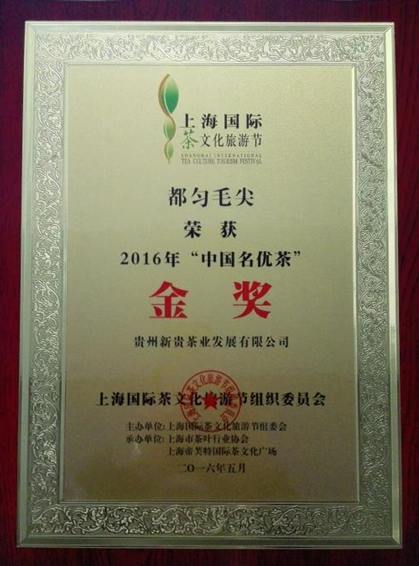 上海国际
茶文化旅游节
SHANGHAI INTERNATIONAL
TEA CULTURE TOURISM FESTIVAL
都匀毛尖
荣获
2016年“中国名优茶”
金奖
贵州新贵茶业发展有限公司
上海国际茶文化旅游节组织委员会
主办单位:上海国际茶文化旅游节组委会
承办单位:上海市茶叶行业协会
上海帝芙特国际茶文化广场
二〇一六年五月